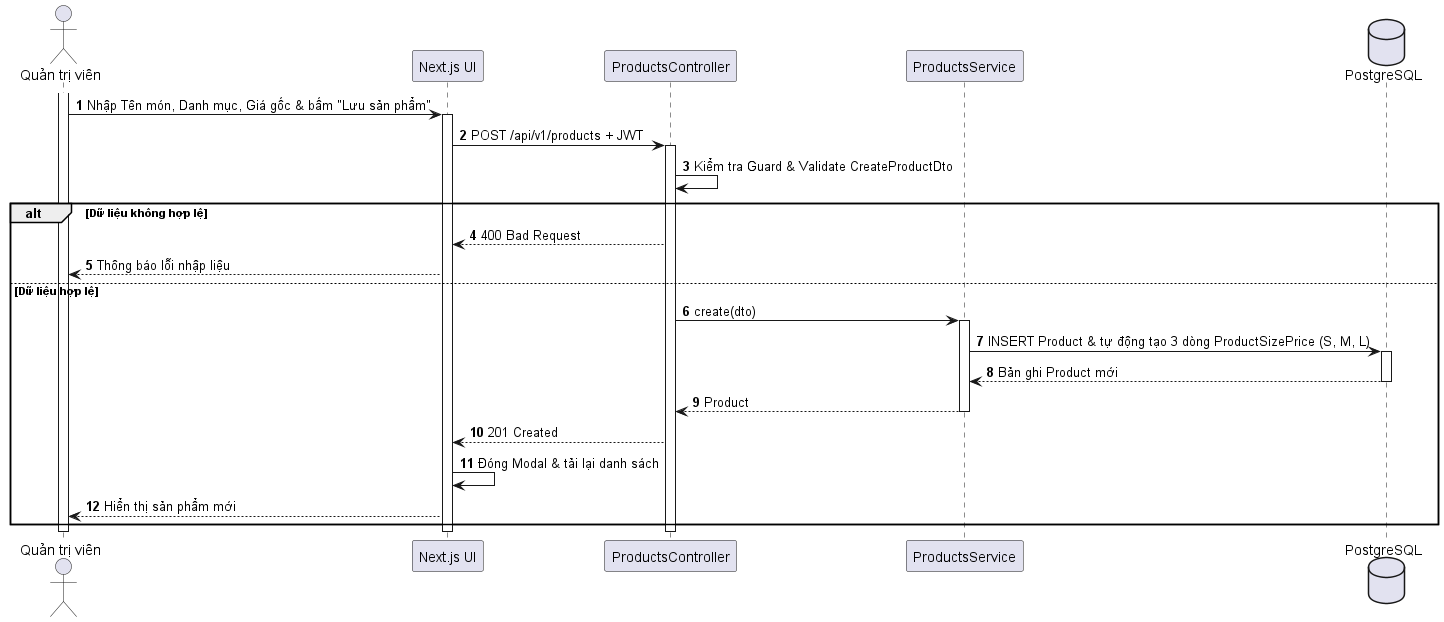 Quản trị viên
Next.js UI
ProductsController
ProductsService
PostgreSQL
1 Nhập Tên món, Danh mục, Giá gốc & bấm "Lưu sản phẩm"
2 POST /api/v1/products + JWT
3 Kiểm tra Guard & Validate CreateProductDto
alt [Dữ liệu không hợp lệ]
4 400 Bad Request
5 Thông báo lỗi nhập liệu
[Dữ liệu hợp lệ]
6 create(dto)
7 INSERT Product & tự động tạo 3 dòng ProductSizePrice (S, M, L)
8 Bản ghi Product mới
9 Product
10 201 Created
11 Đóng Modal & tải lại danh sách
12 Hiển thị sản phẩm mới
Quản trị viên
Next.js UI
ProductsController
ProductsService
PostgreSQL